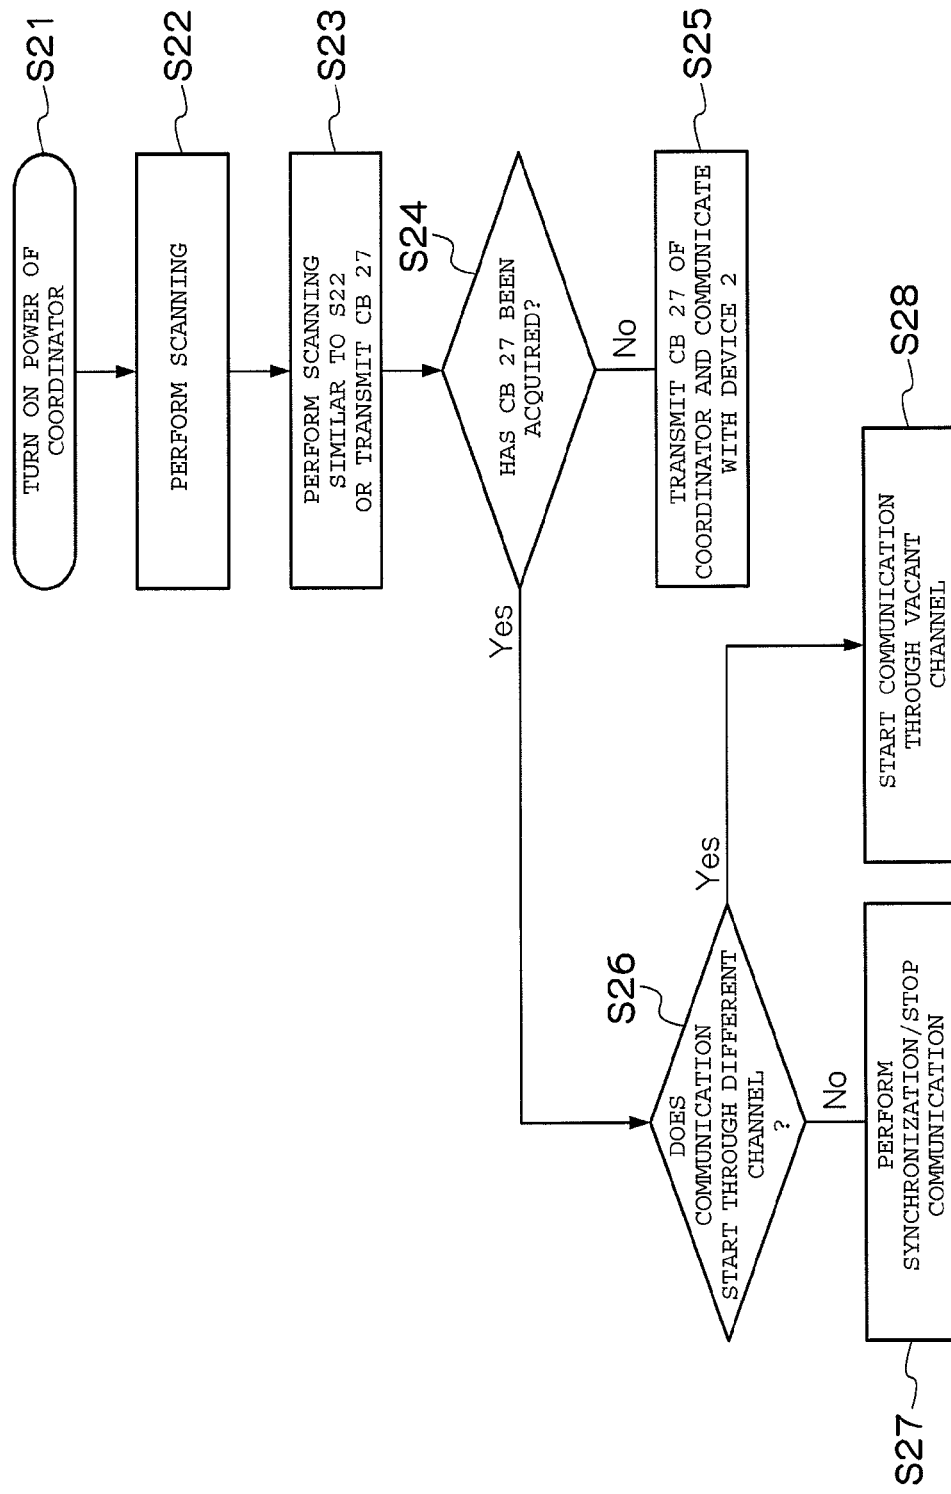 S21
TURN ON POWER OF
COORDINATOR
S22
PERFORM SCANNING
S23
PERFORM SCANNING
SIMILAR TO S22
OR TRANSMIT CB 27
S24
HAS CB 27 BEEN
ACQUIRED?
Yes
No
S25
TRANSMIT CB 27 OF
COORDINATOR AND COMMUNICATE
WITH DEVICE 2
S26
DOES
COMMUNICATION
START THROUGH DIFFERENT
CHANNEL
?
Yes
No
S27
PERFORM
SYNCHRONIZATION/STOP
COMMUNICATION
S28
START COMMUNICATION
THROUGH VACANT
CHANNEL